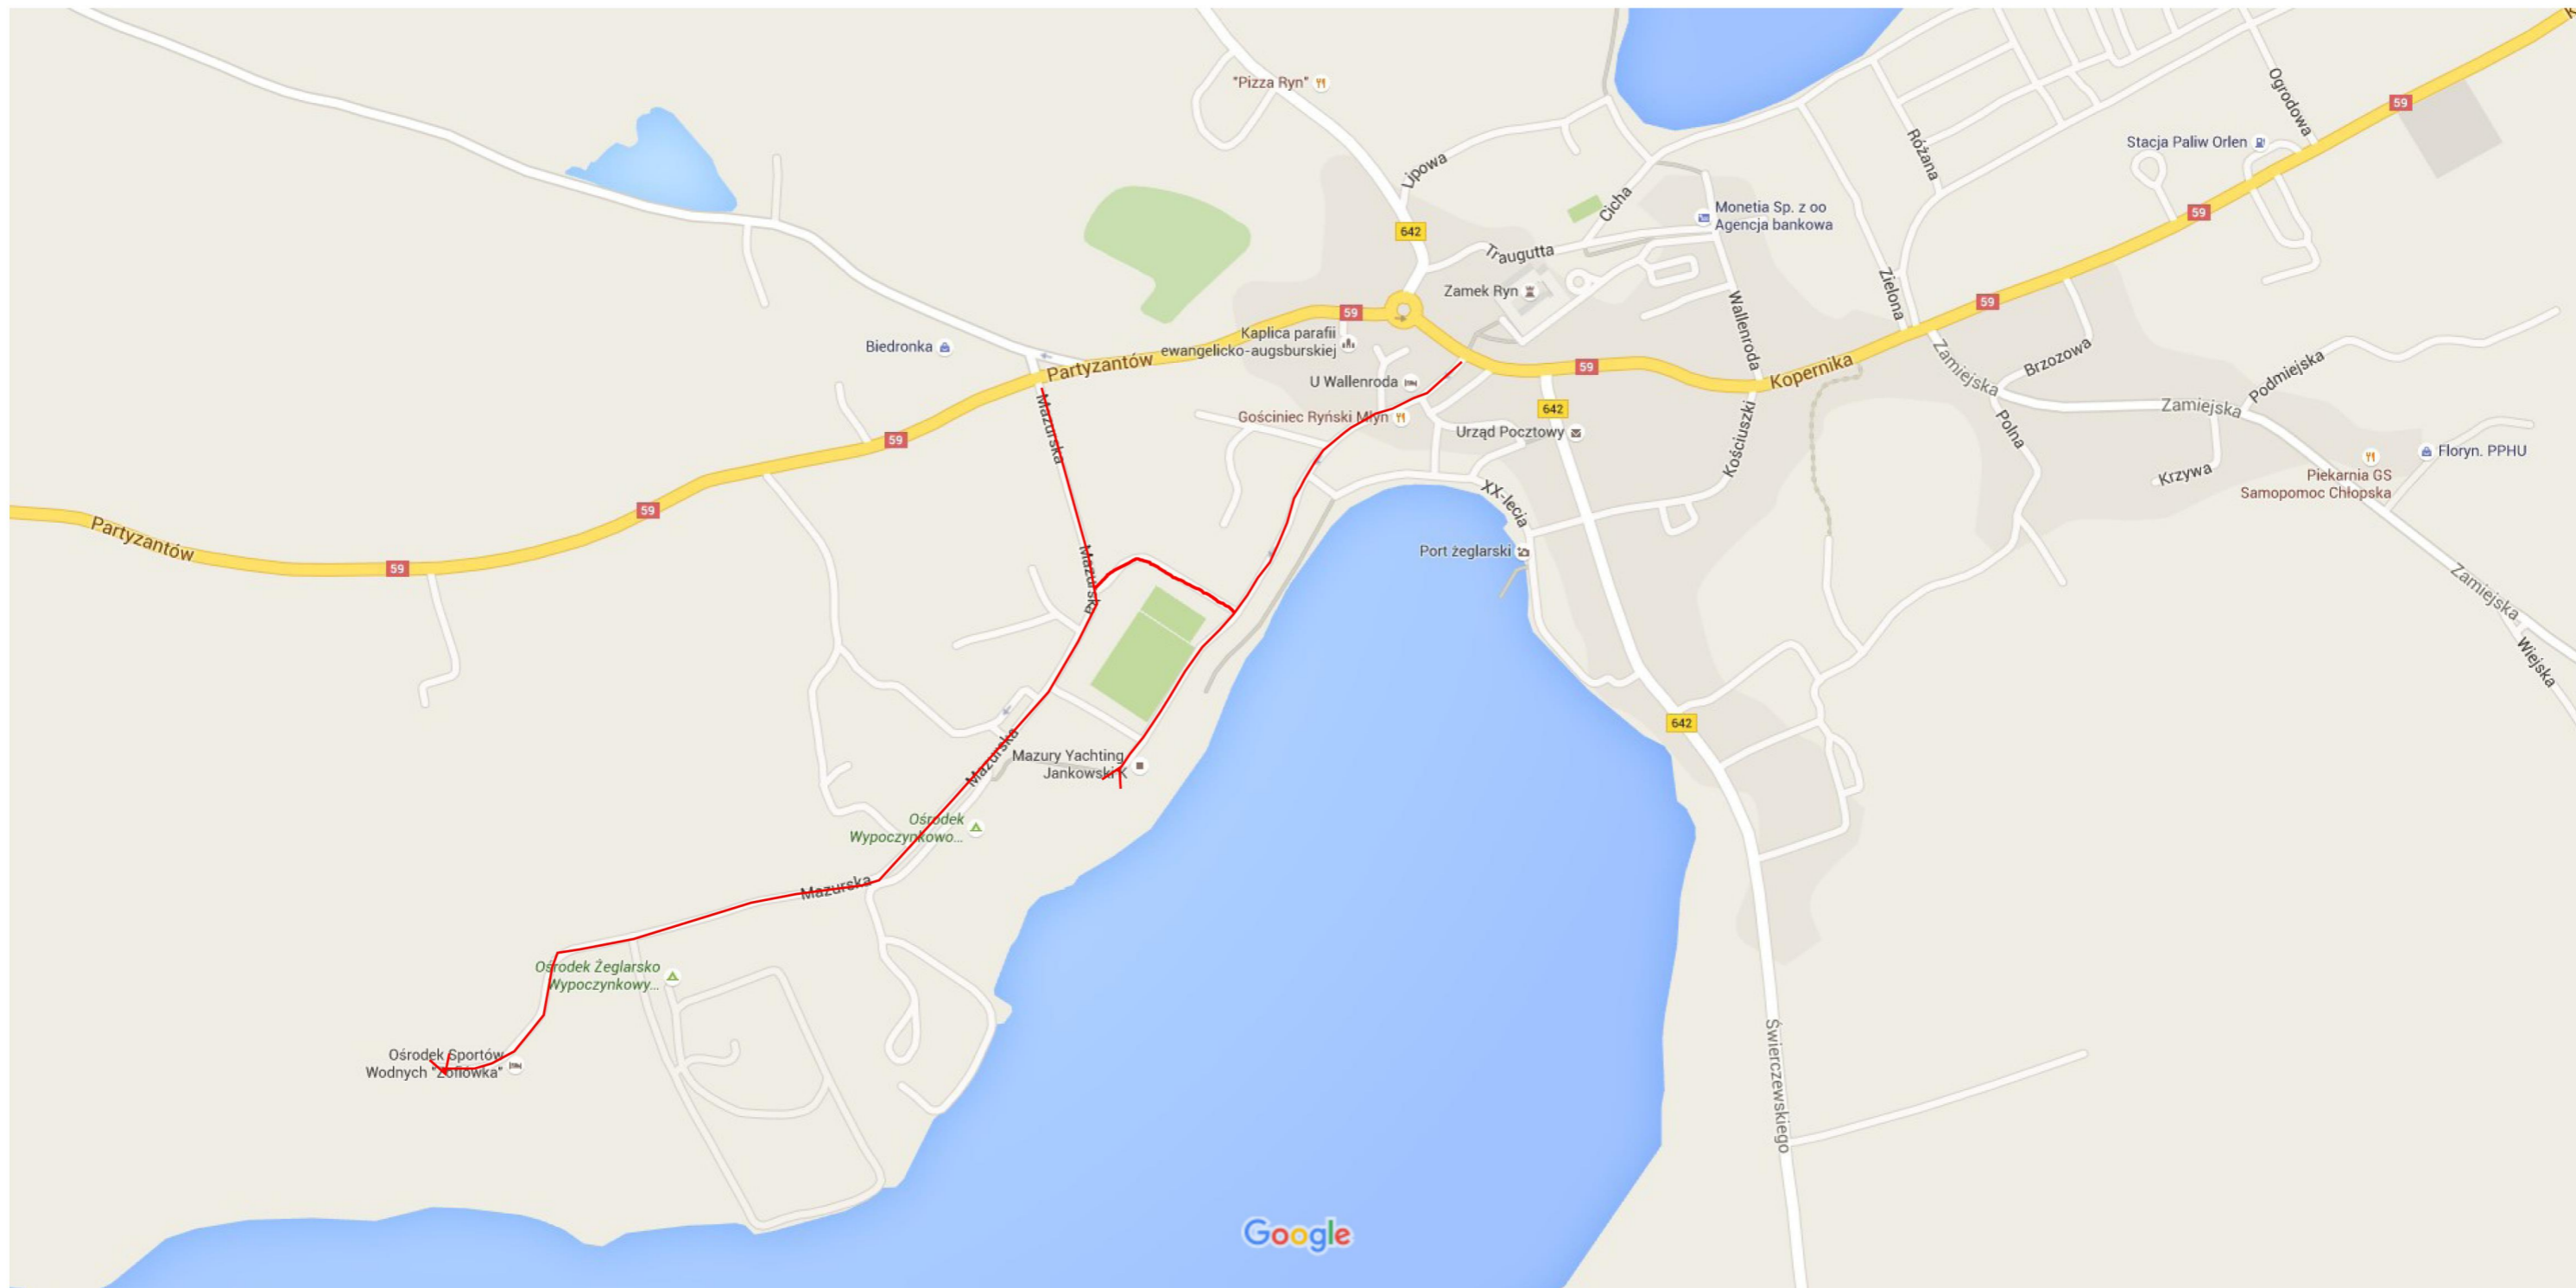 "Pizza Ryn"
Ogrodowa
59
Stacja Paliw Orlen
Różana
Lipowa
Cicha
Monetia Sp. z oo
Agencja bankowa
59
642
Traugutta
Zamek Ryn
Zielona
Wallenroda
59
59
Kaplica parafii
ewangelicko-augsburskiej
Biedronka
Partyzantów
59
Kopernika
Zamiejska
Brzozowa
Podmiejska
U Wallenroda
Gościniec Ryński Młyn
642
Zamiejska
Mazurska
Urząd Pocztowy
Kościuszki
Polna
59
Floryn. PPHU
Krzywa
Piekarnia GS
Samopomoc Chłopska
XX-lecia
59
Partyzantów
Port żeglarski
59
Mazurska
Zamiejska
Wiejska
642
Mazurska
Mazury Yachting
Jankowski K
Ośrodek
Wypoczynkowo...
Mazurska
Ośrodek Żeglarsko
Wypoczynkowy...
Ośrodek Sportów
Wodnych "Zofiówka"
Świerczewskiego
Google